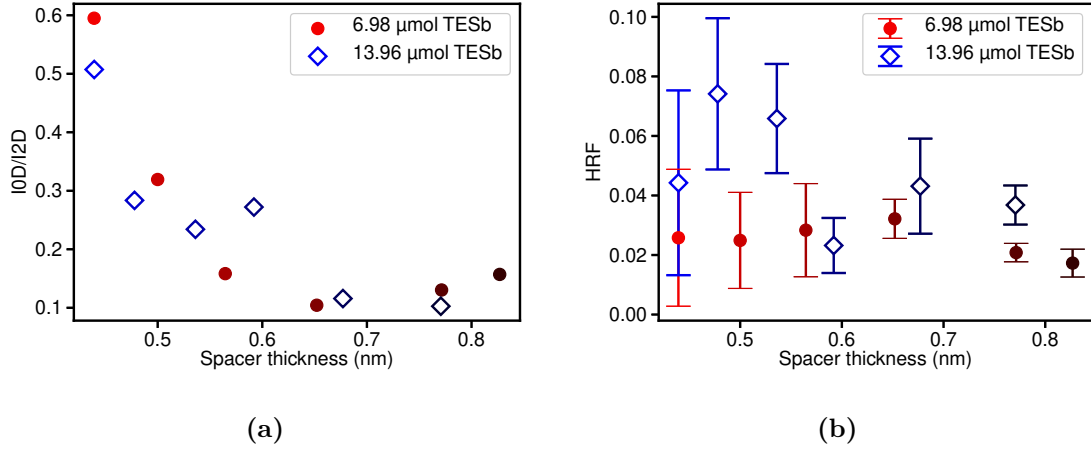 0.6
0.5
0.4
0.3
0.2
0.1
I0D/I2D
6.98 µmol TESb
13.96 µmol TESb
0.5 0.6 0.7 0.8
Spacer thickness (nm)
(a)
0.10
0.08
0.06
0.04
0.02
0.00
HRF
6.98 µmol TESb
13.96 µmol TESb
0.5 0.6 0.7 0.8
Spacer thickness (nm)
(b)